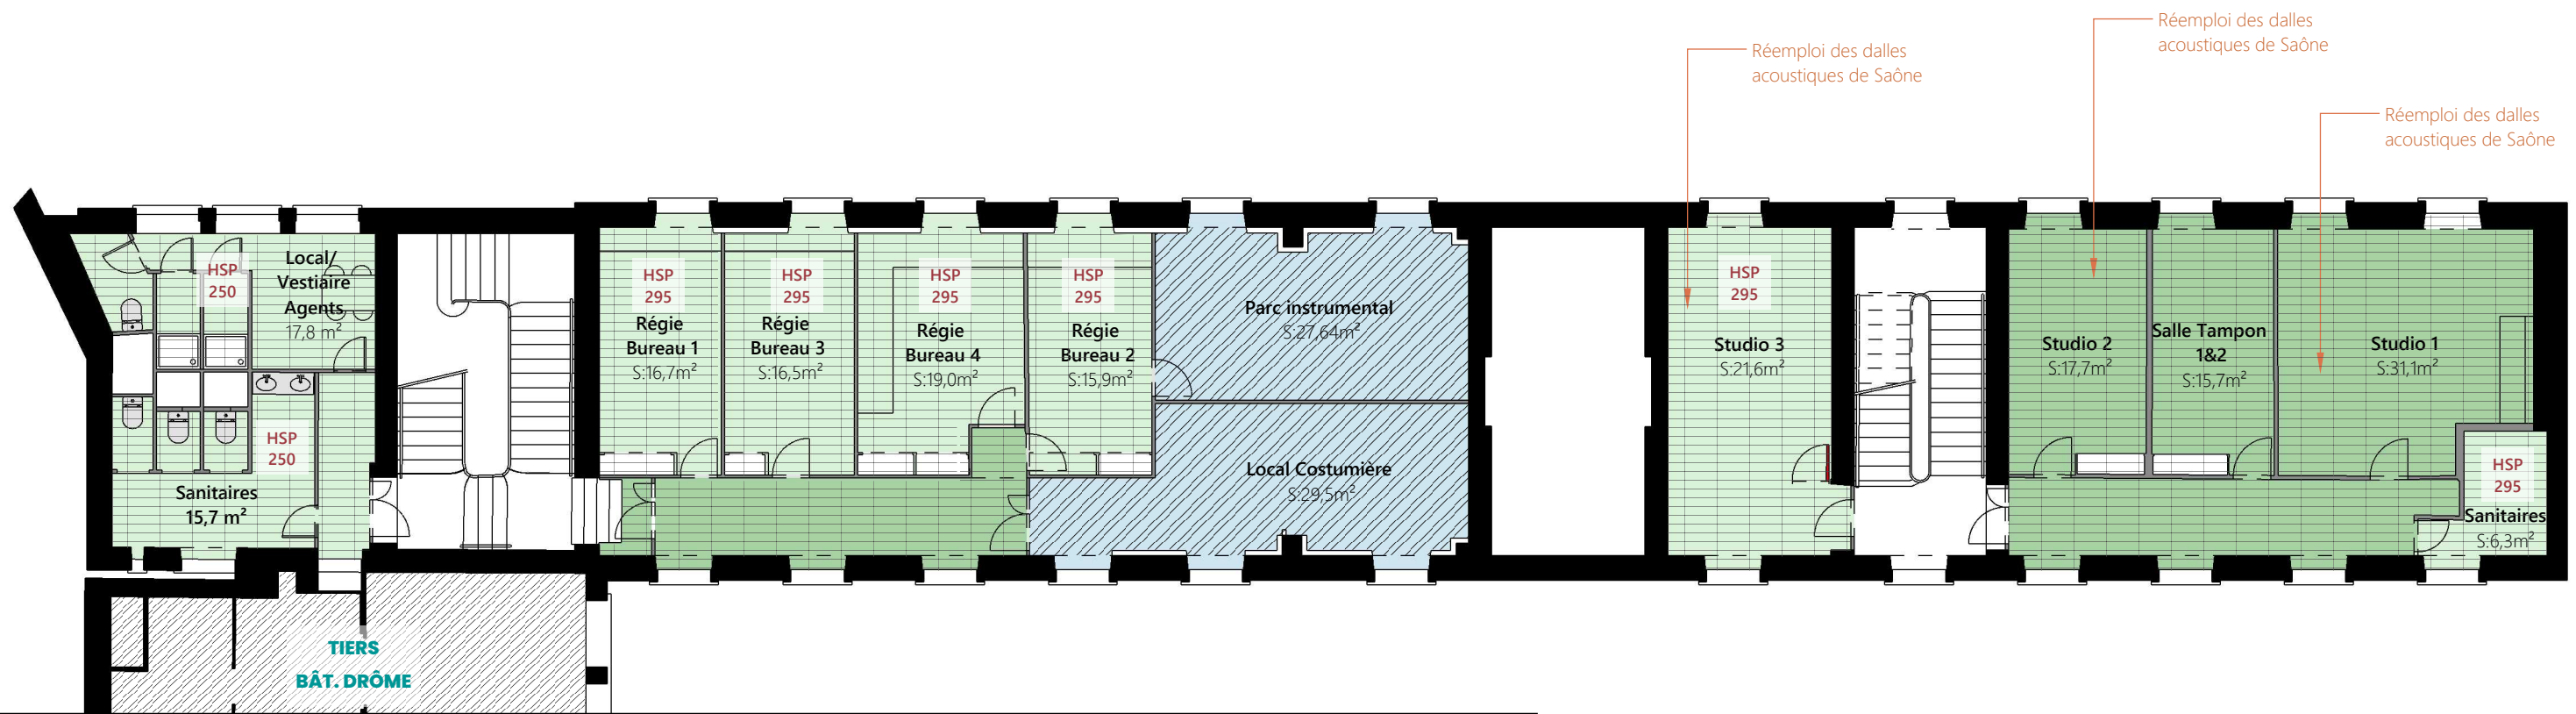 Réemploi des dalles
acoustiques de Saône
Réemploi des dalles
acoustiques de Saône
Réemploi des dalles
acoustiques de Saône
HSP
250
Local/
Vestiaire
Agents
17,8 m²
HSP
250
Sanitaires
15,7 m²
HSP
295
Régie
Bureau 1
S:16,7m²
HSP
295
Régie
Bureau 3
S:16,5m²
HSP
295
Régie
Bureau 4
S:19,0m²
HSP
295
Régie
Bureau 2
S:15,9m²
Parc instrumental
S:27,64m²
Local Costumière
S:29,5m²
HSP
295
Studio 3
S:21,6m²
Studio 2
S:17,7m²
Salle Tampon
1&2
S:15,7m²
Studio 1
S:31,1m²
HSP
295
Sanitaires
S:6,3m²
TIERS
BÂT. DRÔME